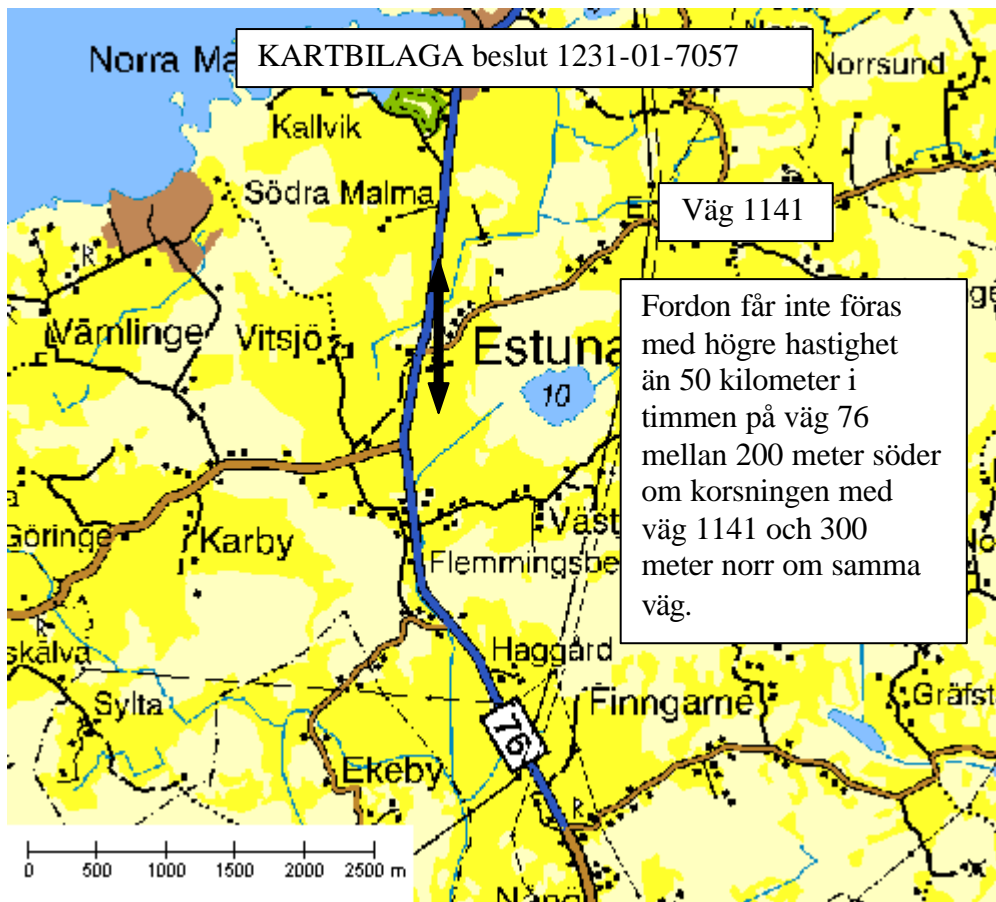 KARTBILAGA beslut 1231-01-7057
Norra Ma
Norrsund
Kallvik
Södra Malma
Väg 1141
Vämlinge
Vitsjö
Estuna
10
Fordon får inte föras
med högre hastighet
än 50 kilometer i
timmen på väg 76
mellan 200 meter söder
om korsningen med
väg 1141 och 300
meter norr om samma
väg.
Göringe
Karby
Väst
Flemmingsbe
Haggård
skälva
Sylta
Finngarne
Gräfst
76
Ekeby
0 500 1000 1500 2000 2500 m